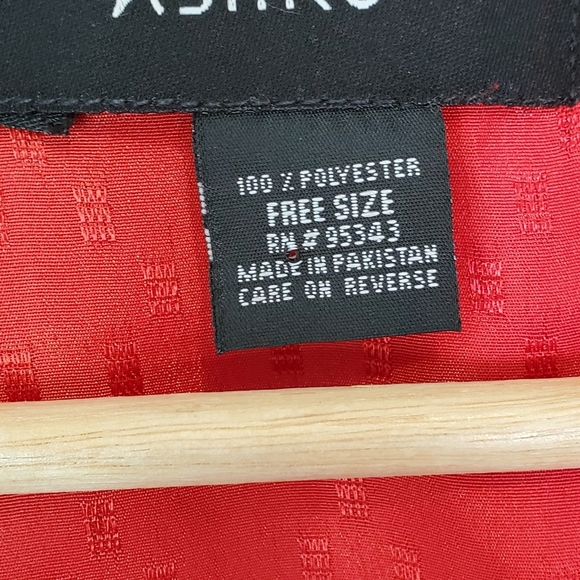 100 % POLYESTER
FREE SIZE
RN # 95343
MADE IN PAKISTAN
CARE ON REVERSE